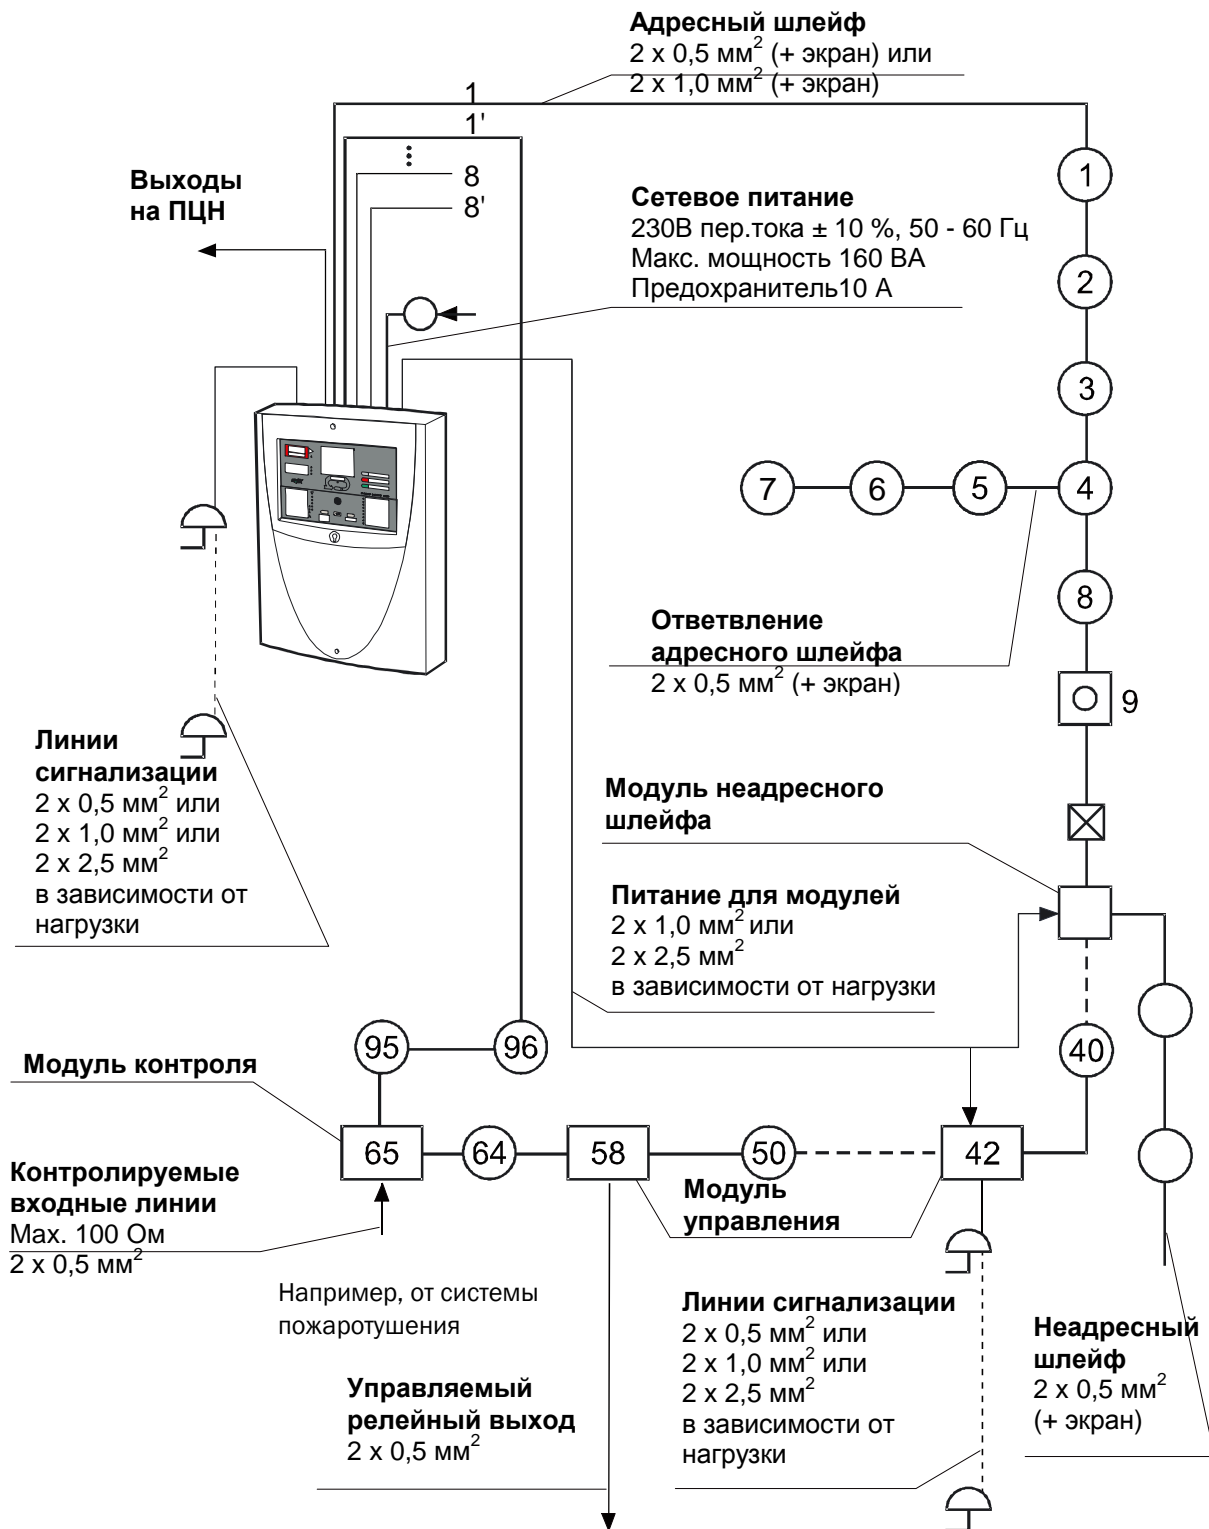 Адресный шлейф
2 x 0,5 мм² (+ экран) или
2 x 1,0 мм² (+ экран)
1
1'
8
8'
Выходы
на ПЦН
Сетевое питание
230В пер.тока ± 10 %, 50 - 60 Гц
Макс. мощность 160 ВА
Предохранитель10 А
1
2
3
7
6
5
4
8
9
Ответвление
адресного шлейфа
2 x 0,5 мм² (+ экран)
Линии
сигнализации
2 x 0,5 мм² или
2 x 1,0 мм² или
2 x 2,5 мм²
в зависимости от
нагрузки
Модуль неадресного
шлейфа
Питание для модулей
2 x 1,0 мм² или
2 x 2,5 мм²
в зависимости от нагрузки
95
96
40
Модуль контроля
65
64
58
50
42
Контролируемые
входные линии
Max. 100 Ом
2 x 0,5 мм²
Модуль
управления
Например, от системы
пожаротушения
Управляемый
релейный выход
2 x 0,5 мм²
Линии сигнализации
2 x 0,5 мм² или
2 x 1,0 мм² или
2 x 2,5 мм²
в зависимости от
нагрузки
Неадресный
шлейф
2 x 0,5 мм²
(+ экран)